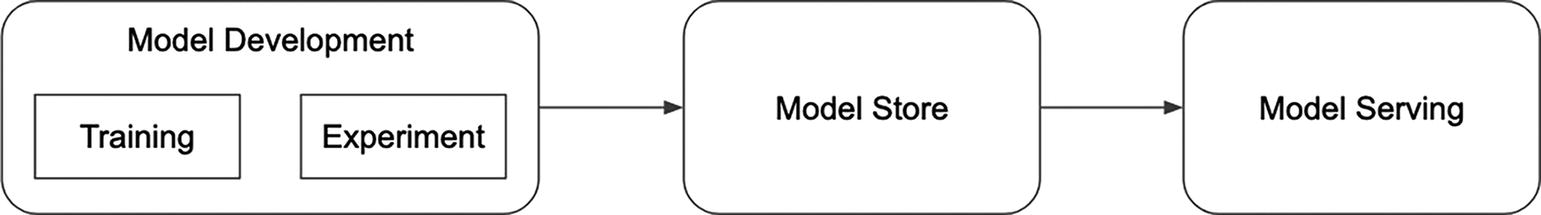 Model Development
Training
Experiment
Model Store
Model Serving